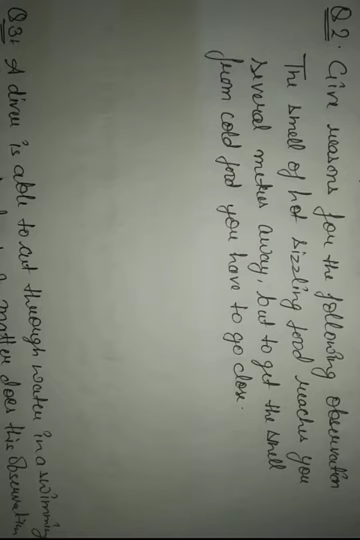 Q2. Give reasons for the following observation
The smell of hot sizzling food reaches you
several metres away, but to get the smell
from cold food you have to go close.
Q3. A diver is able to cut through water in a swimming
matter does this observation